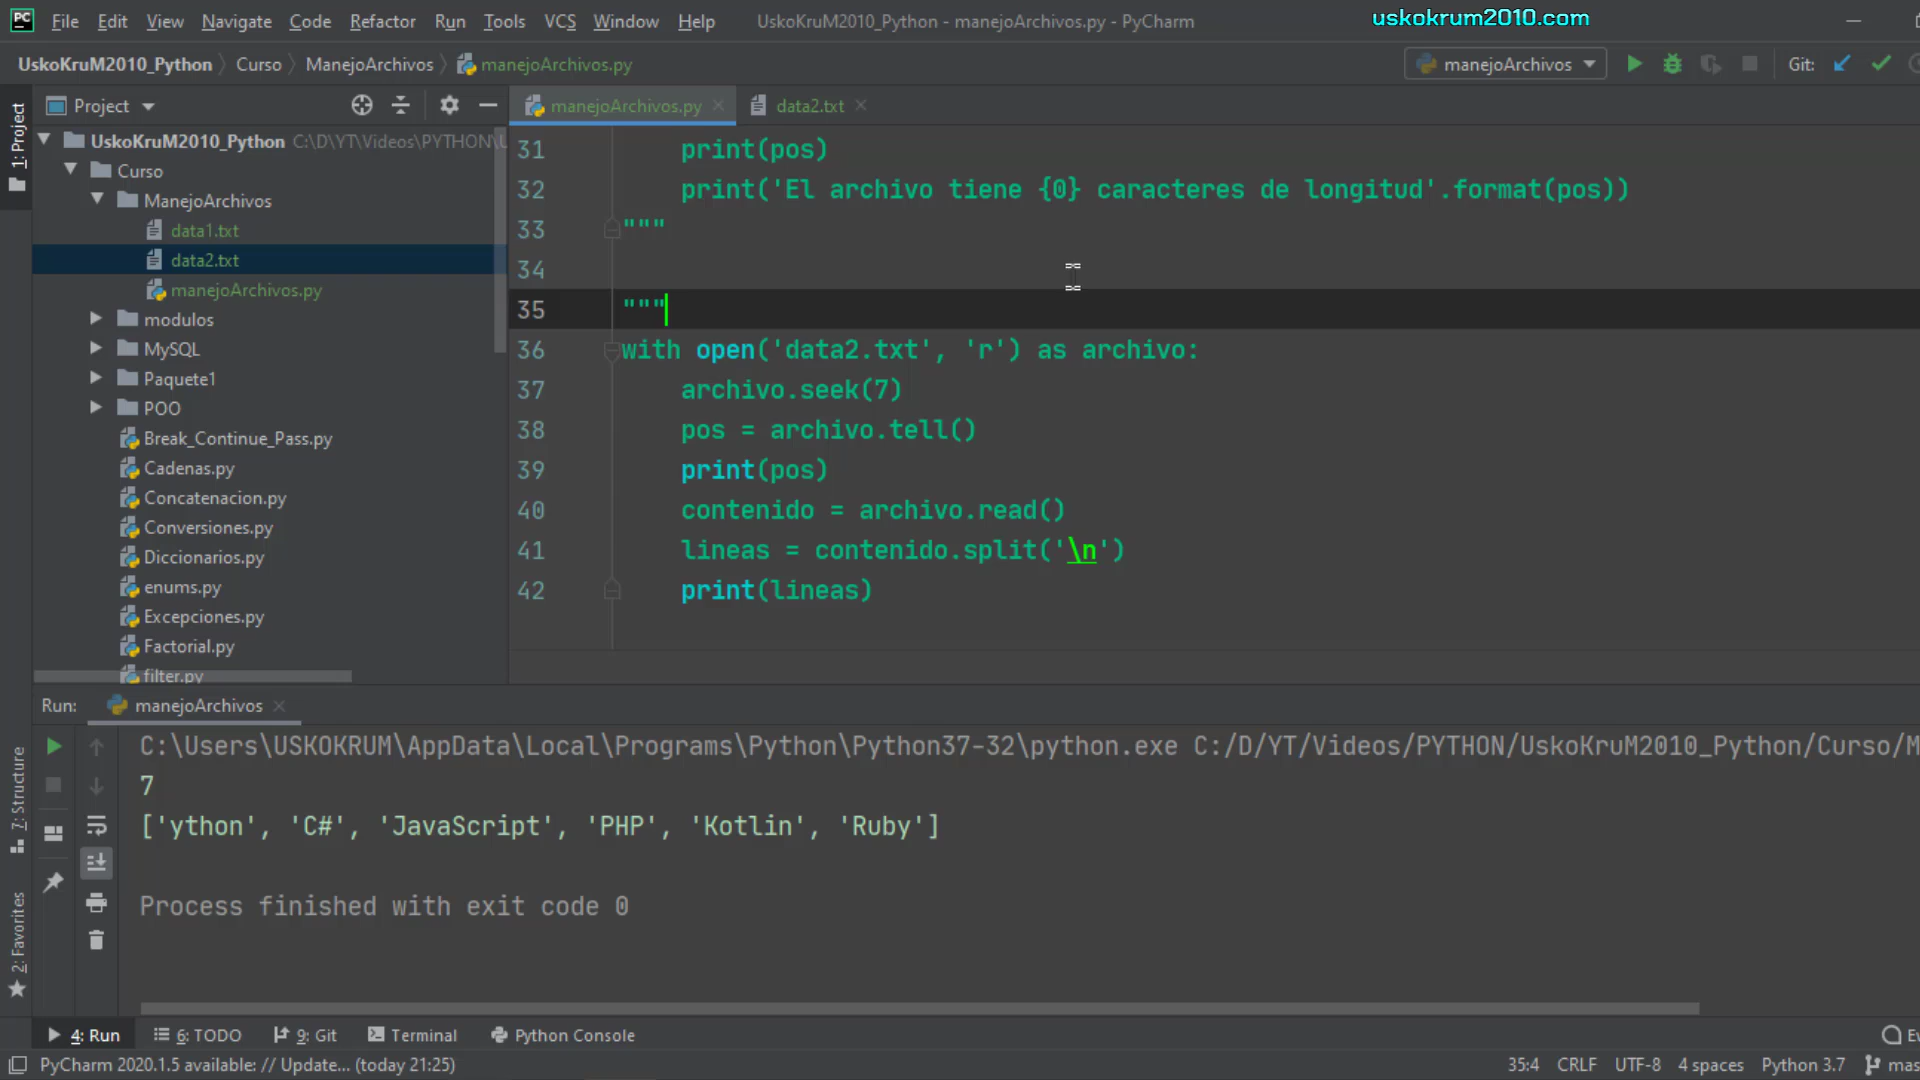 PC File Edit View Navigate Code Refactor Run Tools VCS Window Help UskoKruM2010_Python - manejoArchivos.py - PyCharm uskokrum2010.com
UskoKruM2010_Python Curso ManejoArchivos manejoArchivos.py manejoArchivos Git:
1: Project
Project
manejoArchivos.py data2.txt
UskoKruM2010_Python C:\D\YT\Videos\PYTHON\U
Curso
ManejoArchivos
data1.txt
data2.txt
manejoArchivos.py
modulos
MySQL
Paquete1
POO
Break_Continue_Pass.py
Cadenas.py
Concatenacion.py
Conversiones.py
Diccionarios.py
enums.py
Excepciones.py
Factorial.py
filter.py
31 print(pos)
32 print('El archivo tiene {0} caracteres de longitud'.format(pos))
33 """
34
35 """
36 with open('data2.txt', 'r') as archivo:
37 archivo.seek(7)
38 pos = archivo.tell()
39 print(pos)
40 contenido = archivo.read()
41 lineas = contenido.split('\n')
42 print(lineas)
Run: manejoArchivos
7: Structure
2: Favorites
C:\Users\USKOKRUM\AppData\Local\Programs\Python\Python37-32\python.exe C:/D/YT/Videos/PYTHON/UskoKruM2010_Python/Curso/M
7
['ython', 'C#', 'JavaScript', 'PHP', 'Kotlin', 'Ruby']
Process finished with exit code 0
4: Run 6: TODO 9: Git Terminal Python Console Ev
PyCharm 2020.1.5 available: // Update... (today 21:25) 35:4 CRLF UTF-8 4 spaces Python 3.7 mas